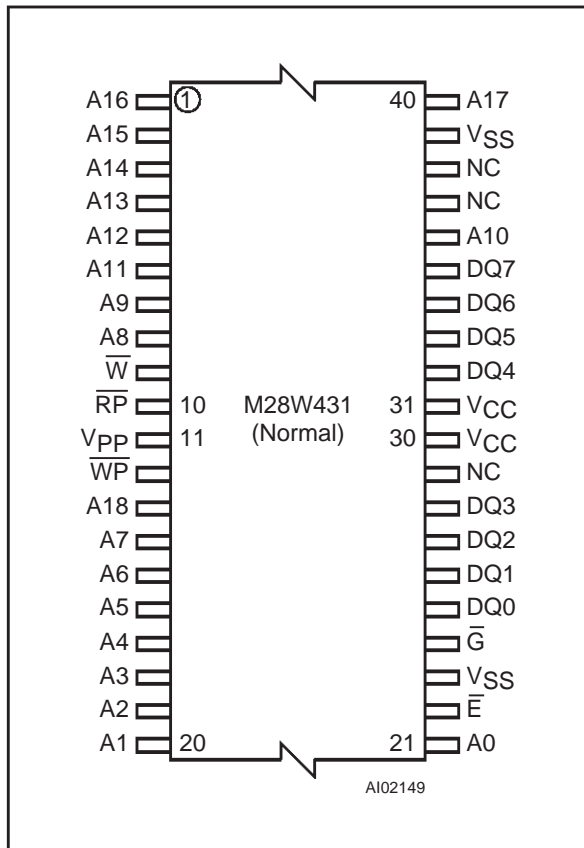 A16 ① 40 A17
A15 VSS
A14 NC
A13 NC
A12 A10
A11 DQ7
A9 DQ6
A8 DQ5
W̅ DQ4
R̅P̅ 10 M28W431 31 VCC
VPP 11 (Normal) 30 VCC
W̅P̅ NC
A18 DQ3
A7 DQ2
A6 DQ1
A5 DQ0
A4 G̅
A3 VSS
A2 E̅
A1 20 21 A0
AI02149